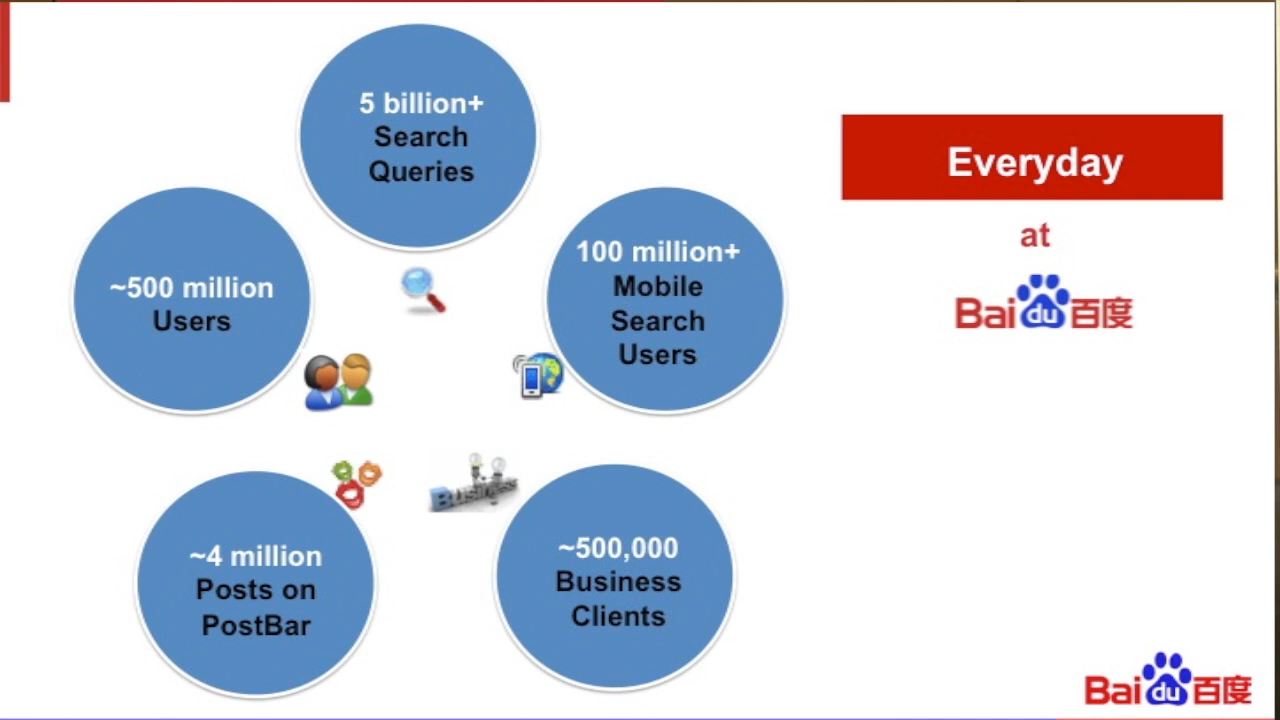 5 billion+
Search
Queries
~500 million
Users
100 million+
Mobile
Search
Users
~4 million
Posts on
PostBar
Business
~500,000
Business
Clients
Everyday
at
Bai du 百度
Bai du 百度